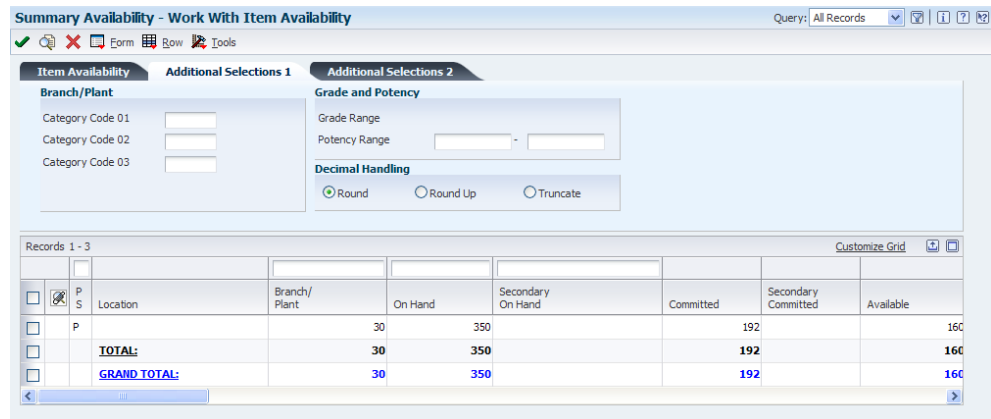 Summary Availability - Work With Item Availability Query: All Records
Form Row Tools
Item Availability Additional Selections 1 Additional Selections 2
Branch/Plant Grade and Potency
Category Code 01 Grade Range
Category Code 02 Potency Range -
Category Code 03
Decimal Handling
Round Round Up Truncate
Records 1 - 3 Customize Grid
P S Location Branch/ Plant On Hand Secondary On Hand Committed Secondary Committed Available
P 30 350 192 160
TOTAL: 30 350 192 160
GRAND TOTAL: 30 350 192 160